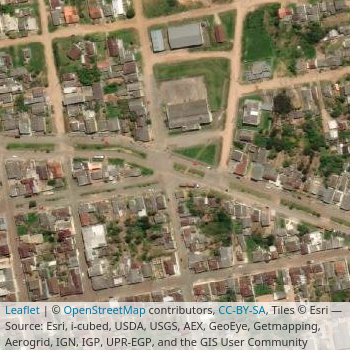 Leaflet | © OpenStreetMap contributors, CC-BY-SA, Tiles © Esri —
Source: Esri, i-cubed, USDA, USGS, AEX, GeoEye, Getmapping,
Aerogrid, IGN, IGP, UPR-EGP, and the GIS User Community